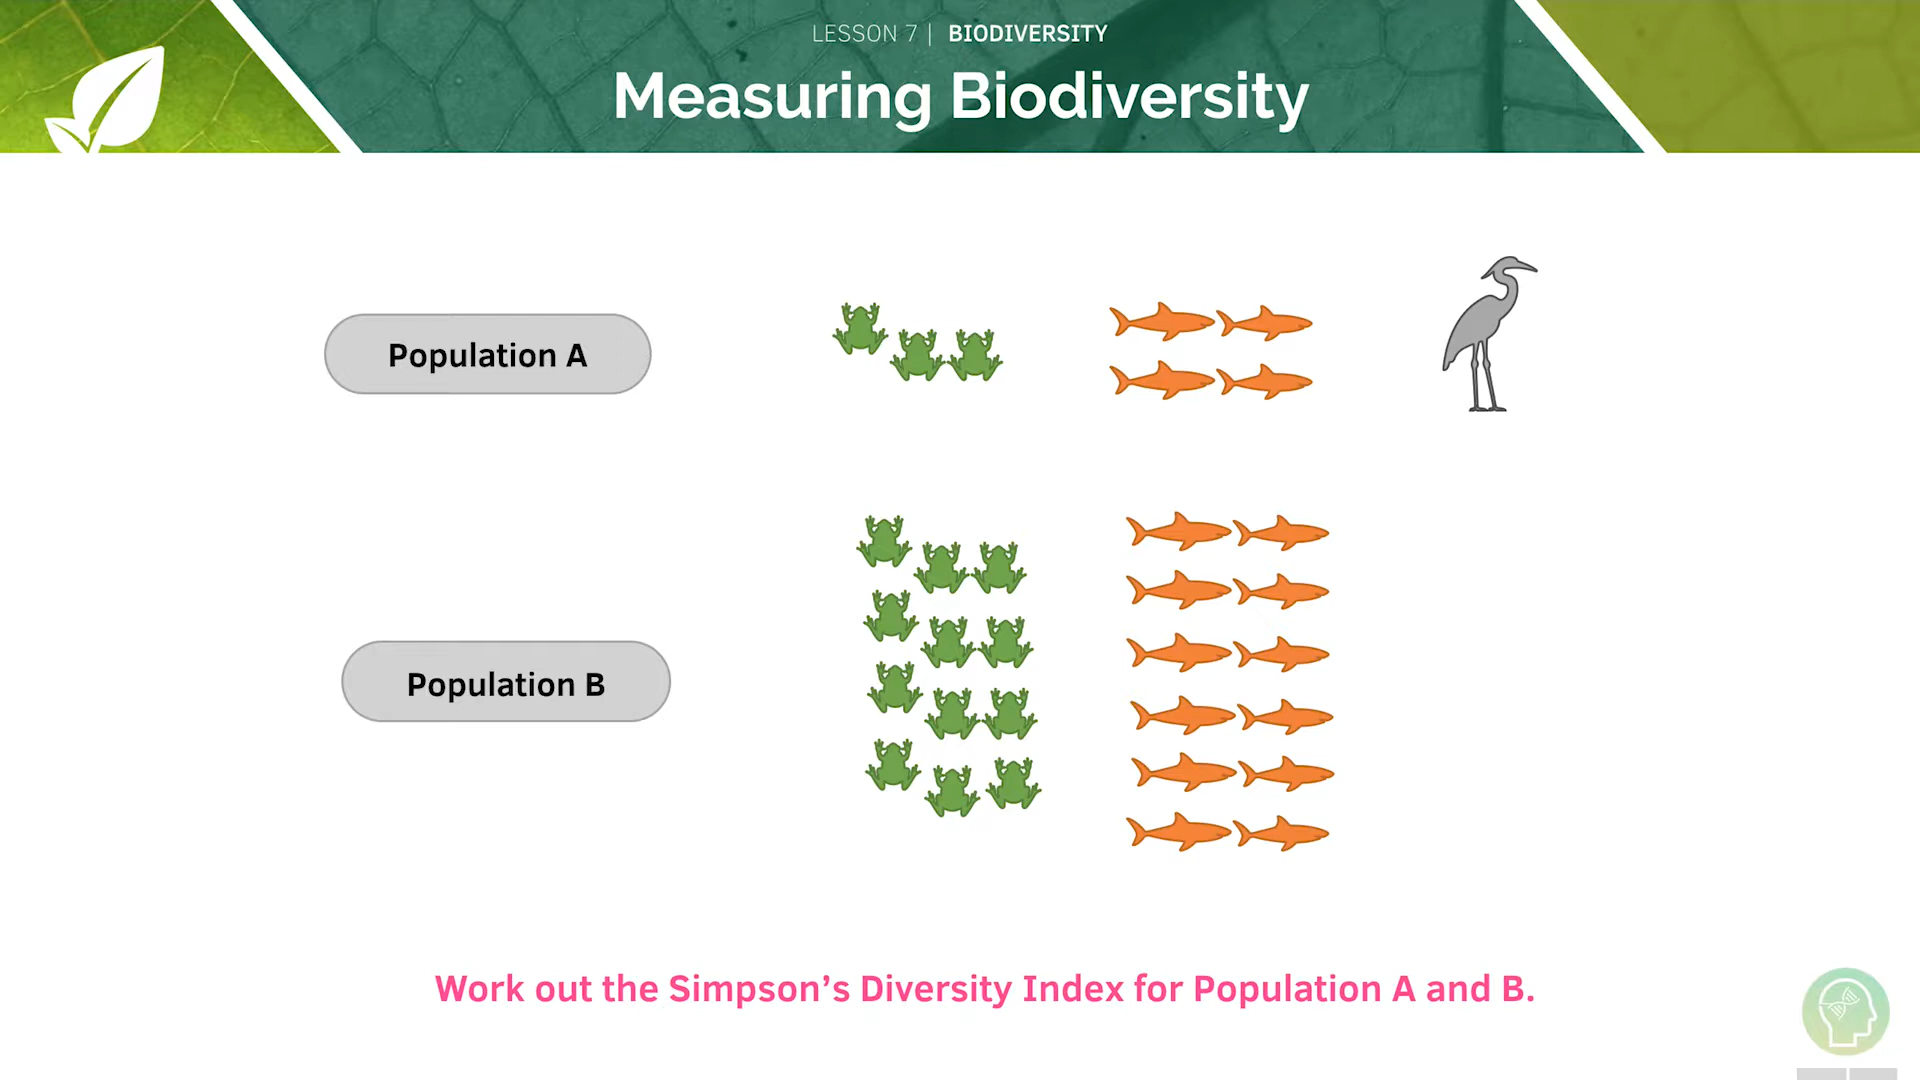 LESSON 7 | BIODIVERSITY
Measuring Biodiversity
Population A
Population B
Work out the Simpson’s Diversity Index for Population A and B.